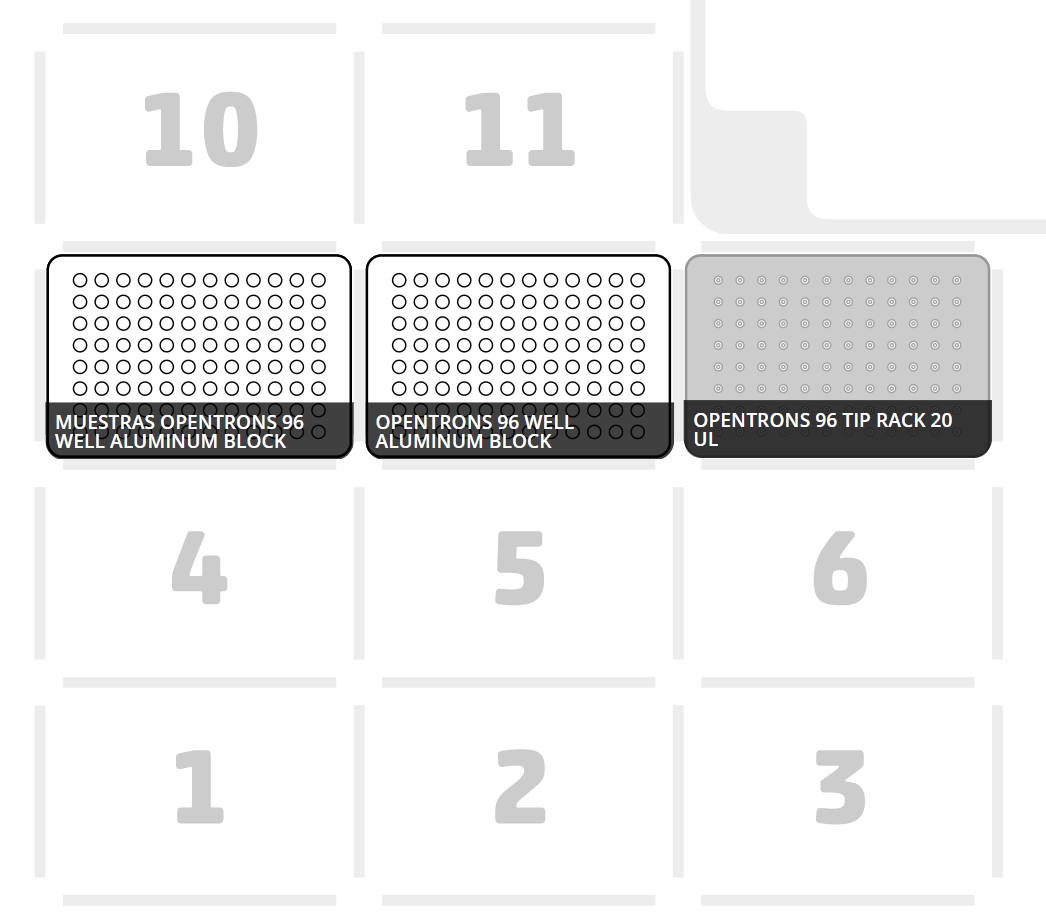 10
11
MUESTRAS OPENTRONS 96
WELL ALUMINUM BLOCK
OPENTRONS 96 WELL
ALUMINUM BLOCK
OPENTRONS 96 TIP RACK 20
UL
4
5
6
1
2
3